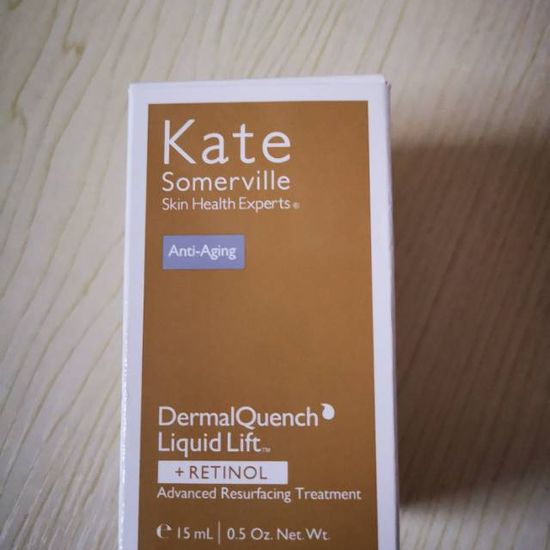 Kate
Somerville
Skin Health Experts®
Anti-Aging
DermalQuench
Liquid Lift™
+ RETINOL
Advanced Resurfacing Treatment
℮ 15 mL | 0.5 Oz. Net. Wt.